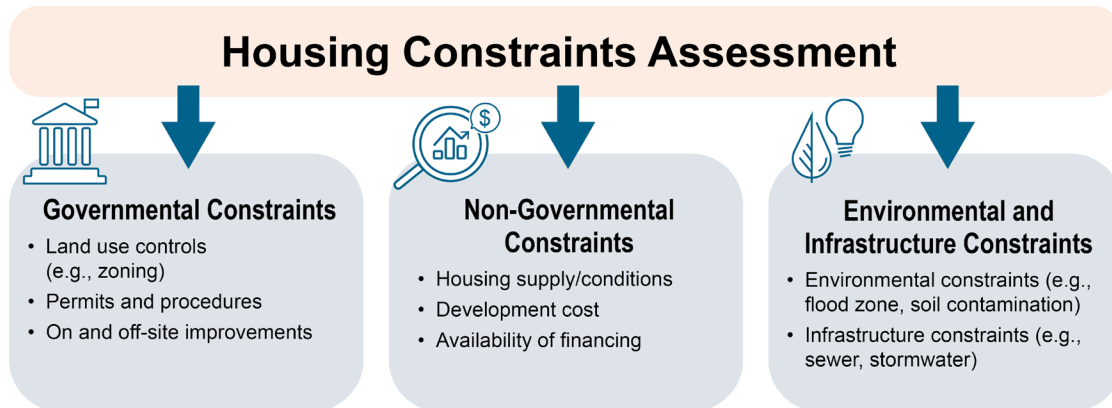 Housing Constraints Assessment
$
Governmental Constraints
• Land use controls
(e.g., zoning)
• Permits and procedures
• On and off-site improvements
Non-Governmental
Constraints
• Housing supply/conditions
• Development cost
• Availability of financing
Environmental and
Infrastructure Constraints
• Environmental constraints (e.g.,
flood zone, soil contamination)
• Infrastructure constraints (e.g.,
sewer, stormwater)